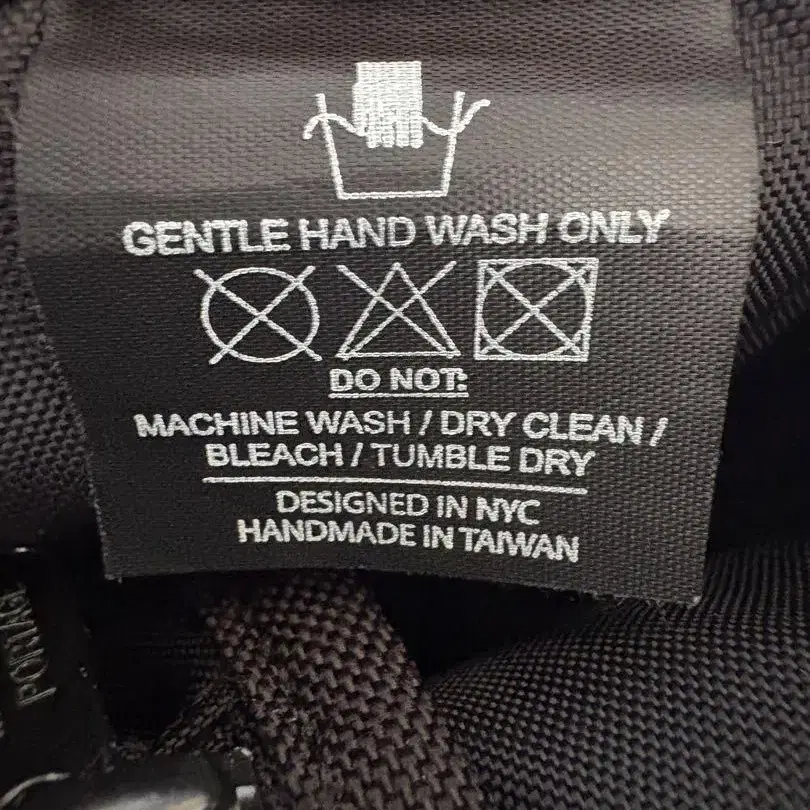 GENTLE HAND WASH ONLY
DO NOT:
MACHINE WASH / DRY CLEAN /
BLEACH / TUMBLE DRY
DESIGNED IN NYC
HANDMADE IN TAIWAN